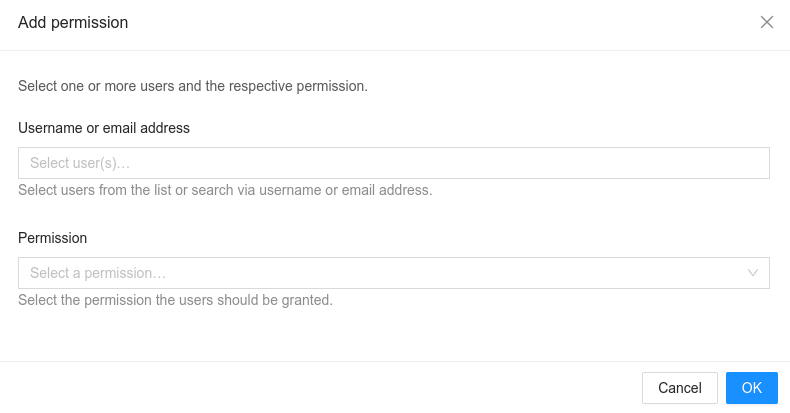 Add permission
Select one or more users and the respective permission.
Username or email address
Select user(s)…
Select users from the list or search via username or email address.
Permission
Select a permission…
Select the permission the users should be granted.
Cancel OK